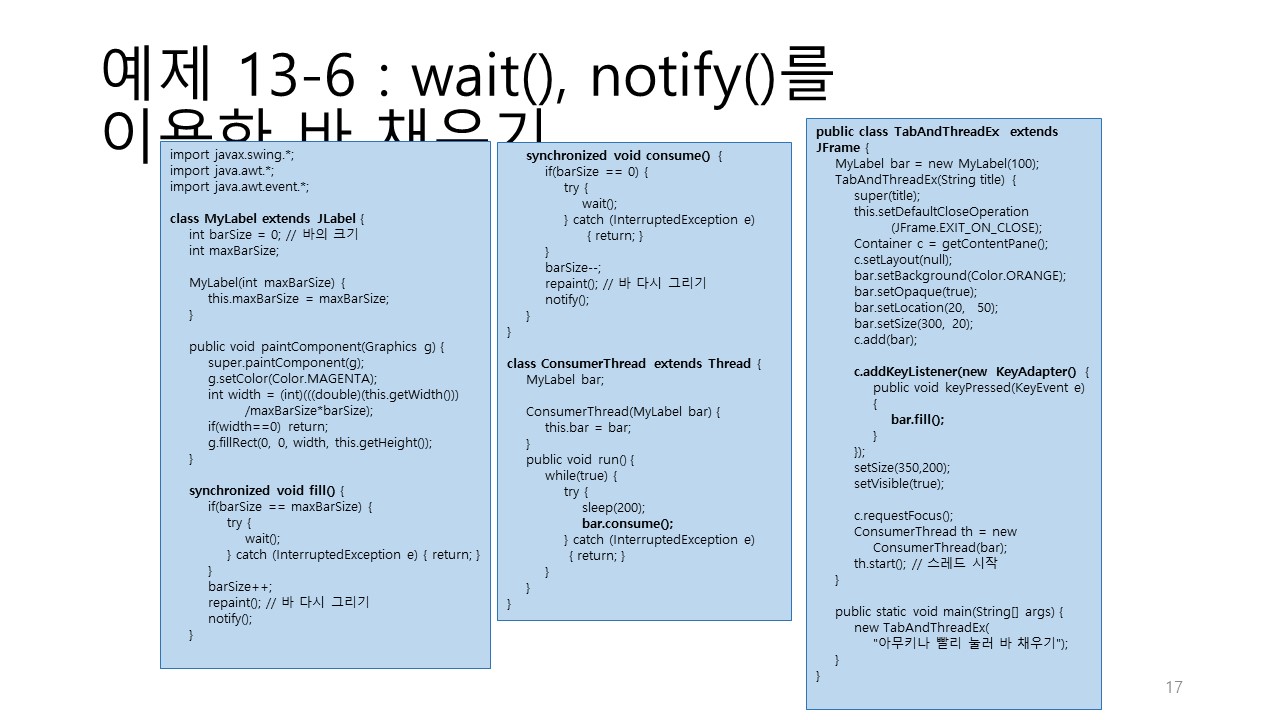 예제 13-6 : wait(), notify()를
이용한 바 채우기
import javax.swing.*;
import java.awt.*;
import java.awt.event.*;
class MyLabel extends JLabel {
int barSize = 0; // 바의 크기
int maxBarSize;
MyLabel(int maxBarSize) {
this.maxBarSize = maxBarSize;
}
public void paintComponent(Graphics g) {
super.paintComponent(g);
g.setColor(Color.MAGENTA);
int width = (int)(((double)(this.getWidth()))
/maxBarSize*barSize);
if(width==0) return;
g.fillRect(0, 0, width, this.getHeight());
}
synchronized void fill() {
if(barSize == maxBarSize) {
try {
wait();
} catch (InterruptedException e) { return; }
}
barSize++;
repaint(); // 바 다시 그리기
notify();
}
synchronized void consume() {
if(barSize == 0) {
try {
wait();
} catch (InterruptedException e)
{ return; }
}
barSize--;
repaint(); // 바 다시 그리기
notify();
}
}
class ConsumerThread extends Thread {
MyLabel bar;
ConsumerThread(MyLabel bar) {
this.bar = bar;
}
public void run() {
while(true) {
try {
sleep(200);
bar.consume();
} catch (InterruptedException e)
{ return; }
}
}
}
public class TabAndThreadEx extends
JFrame {
MyLabel bar = new MyLabel(100);
TabAndThreadEx(String title) {
super(title);
this.setDefaultCloseOperation
(JFrame.EXIT_ON_CLOSE);
Container c = getContentPane();
c.setLayout(null);
bar.setBackground(Color.ORANGE);
bar.setOpaque(true);
bar.setLocation(20, 50);
bar.setSize(300, 20);
c.add(bar);
c.addKeyListener(new KeyAdapter() {
public void keyPressed(KeyEvent e)
{
bar.fill();
}
});
setSize(350,200);
setVisible(true);
c.requestFocus();
ConsumerThread th = new
ConsumerThread(bar);
th.start(); // 스레드 시작
}
public static void main(String[] args) {
new TabAndThreadEx(
"아무키나 빨리 눌러 바 채우기");
}
}
17